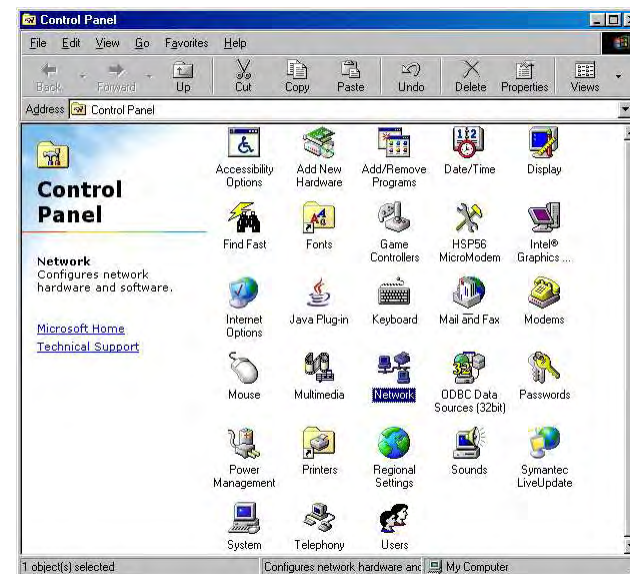 Control Panel
File Edit View Go Favorites Help
Back Forward Up Cut Copy Paste Undo Delete Properties Views
Address Control Panel
Control
Panel
Network
Configures network
hardware and software.
Microsoft Home
Technical Support
Accessibility Options
Add New Hardware
Add/Remove Programs
Date/Time
Display
Find Fast
Fonts
Game Controllers
HSP56 MicroModem
Intel® Graphics ...
Internet Options
Java Plug-in
Keyboard
Mail and Fax
Modems
Mouse
Multimedia
Network
ODBC Data Sources (32bit)
Passwords
Power Management
Printers
Regional Settings
Sounds
Symantec LiveUpdate
System
Telephony
Users
1 object(s) selected
Configures network hardware and
My Computer